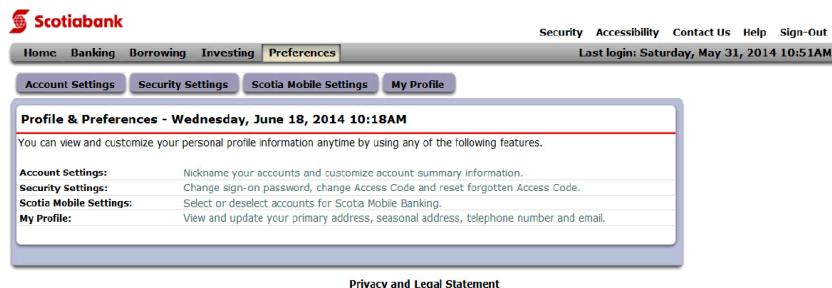 Scotiabank
Security Accessibility Contact Us Help Sign-Out
Home Banking Borrowing Investing Preferences Last login: Saturday, May 31, 2014 10:51AM
Account Settings Security Settings Scotia Mobile Settings My Profile
Profile & Preferences - Wednesday, June 18, 2014 10:18AM
You can view and customize your personal profile information anytime by using any of the following features.
Account Settings: Nickname your accounts and customize account summary information.
Security Settings: Change sign-on password, change Access Code and reset forgotten Access Code.
Scotia Mobile Settings: Select or deselect accounts for Scotia Mobile Banking.
My Profile: View and update your primary address, seasonal address, telephone number and email.
Privacy and Legal Statement